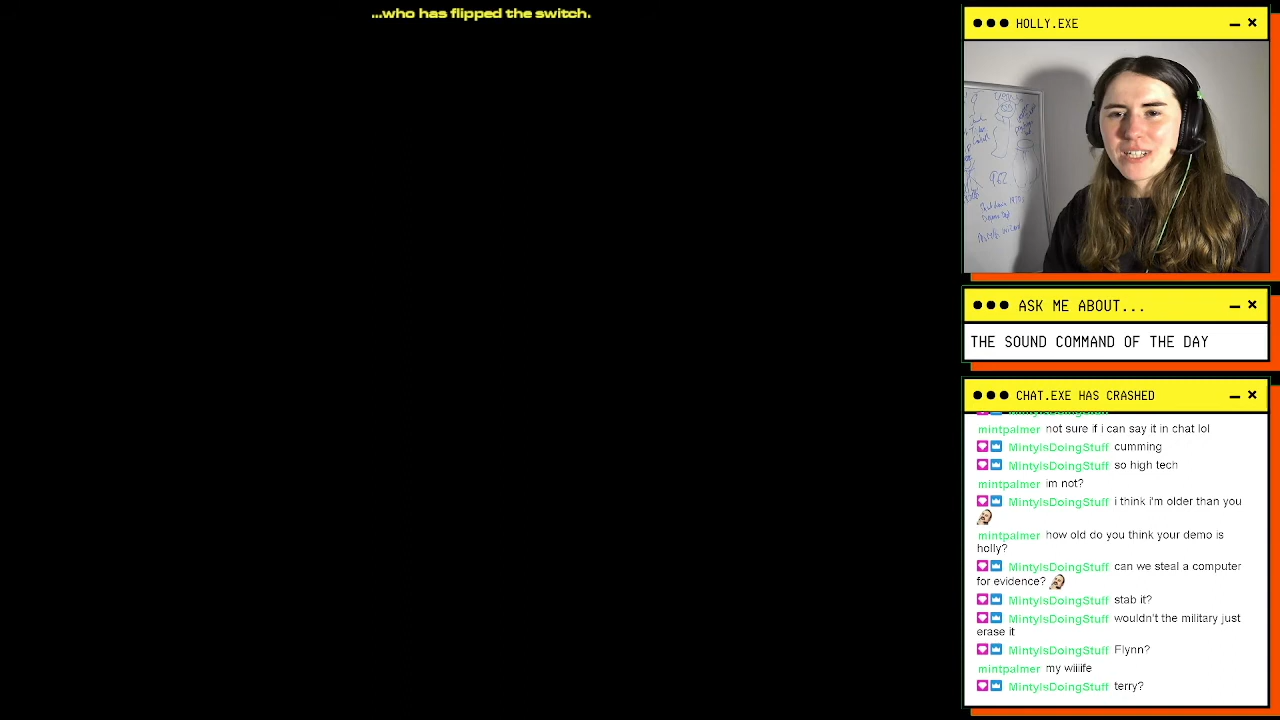 ...who has flipped the switch.
HOLLY.EXE
962
ASK ME ABOUT...
THE SOUND COMMAND OF THE DAY
CHAT.EXE HAS CRASHED
MintyIsDoingStuff
mintpalmer not sure if i can say it in chat lol
MintyIsDoingStuff cumming
MintyIsDoingStuff so high tech
mintpalmer im not?
MintyIsDoingStuff i think i'm older than you
mintpalmer how old do you think your demo is
holly?
MintyIsDoingStuff can we steal a computer
for evidence?
MintyIsDoingStuff stab it?
MintyIsDoingStuff wouldn't the military just
erase it
MintyIsDoingStuff Flynn?
mintpalmer my wiiiife
MintyIsDoingStuff terry?